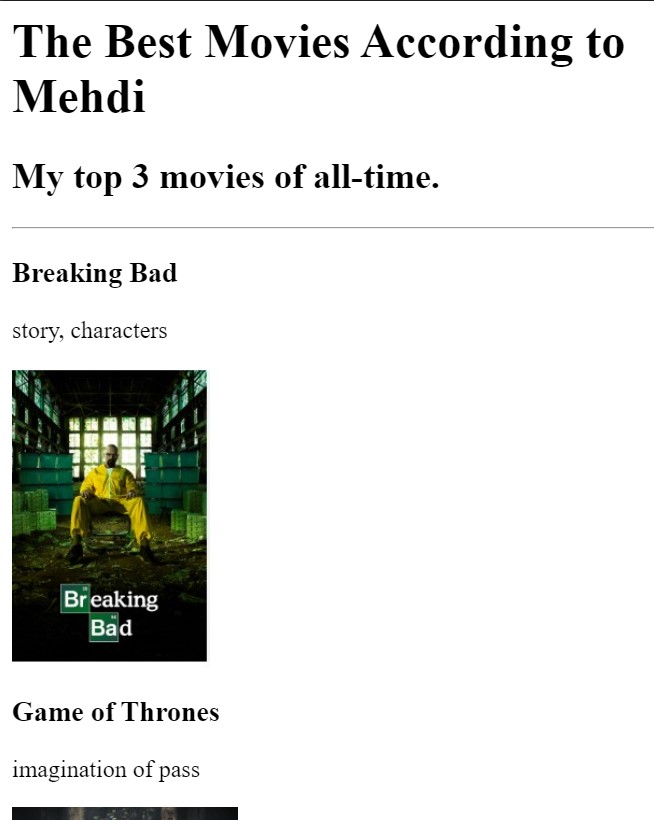 The Best Movies According to
Mehdi
My top 3 movies of all-time.
Breaking Bad
story, characters
Breaking
Bad
Game of Thrones
imagination of pass